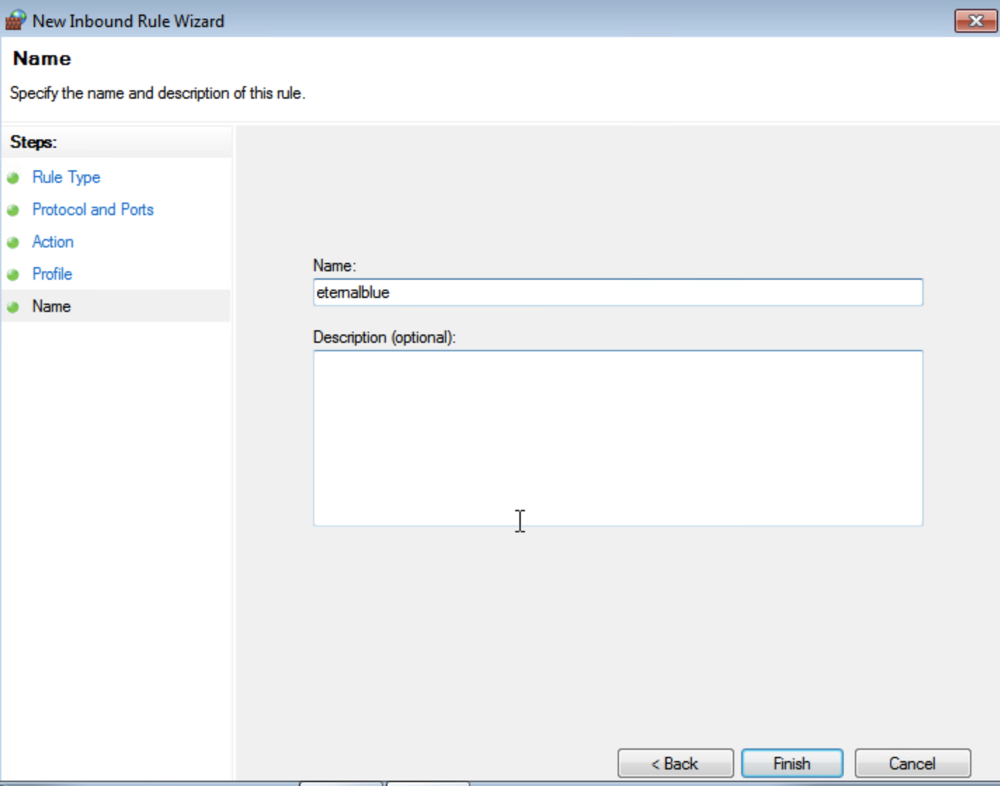 New Inbound Rule Wizard
Name
Specify the name and description of this rule.
Steps:
Rule Type
Protocol and Ports
Action
Profile
Name
Name:
eternalblue
Description (optional):
< Back
Finish
Cancel